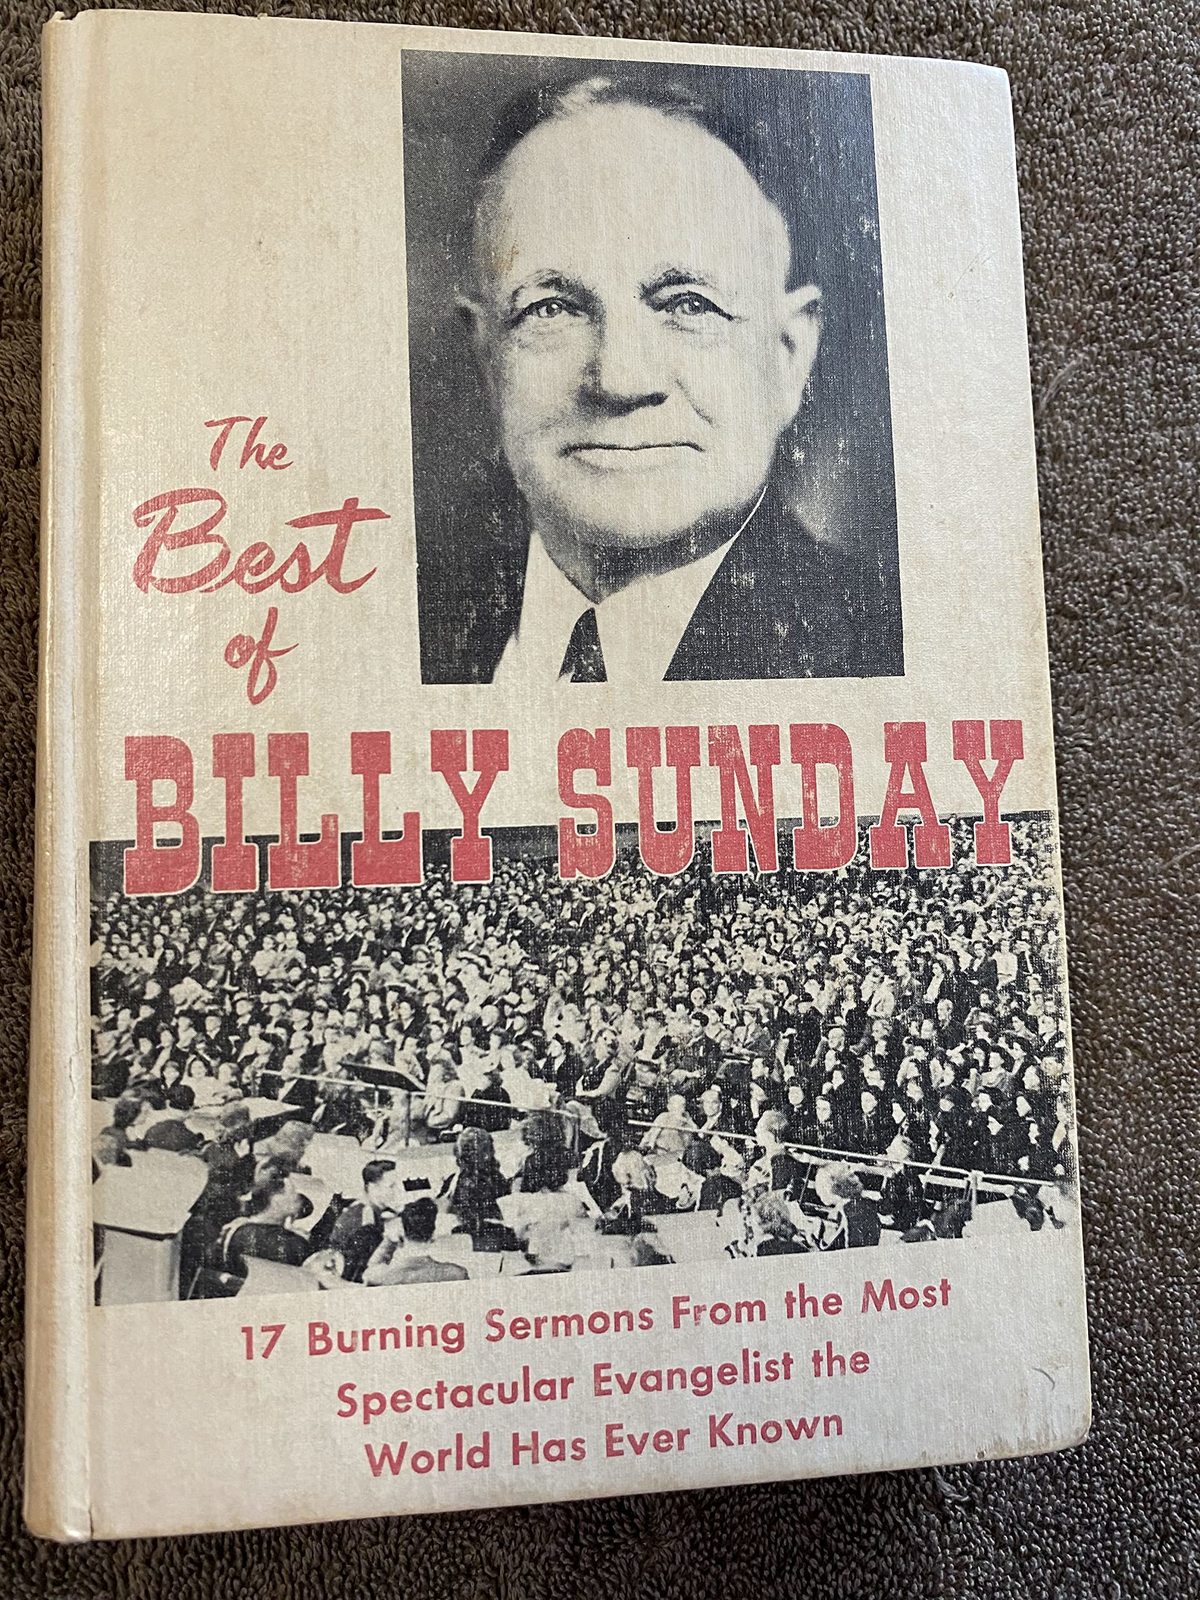 The
Best
of
BILLY SUNDAY
17 Burning Sermons From the Most
Spectacular Evangelist the
World Has Ever Known